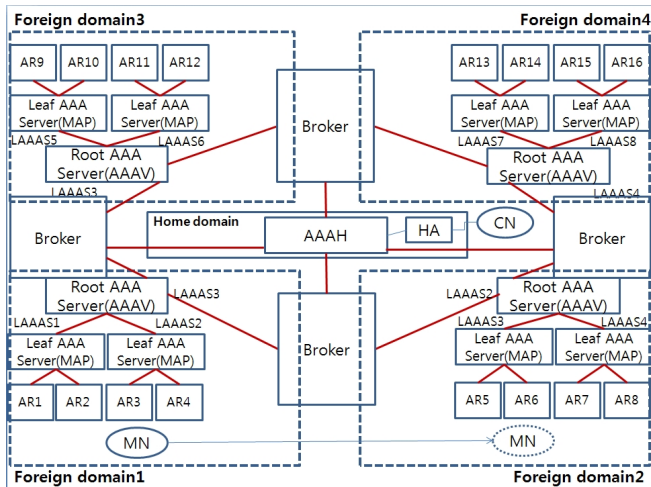 Foreign domain3
Foreign domain4
AR9
AR10
AR11
AR12
AR13
AR14
AR15
AR16
Leaf AAA
Server(MAP)
Leaf AAA
Server(MAP)
Broker
Leaf AAA
Server(MAP)
Leaf AAA
Server(MAP)
LAAAS5
LAAAS6
LAAAS7
LAAAS8
Root AAA
Server(AAAV)
Root AAA
Server(AAAV)
LAAAS3
LAAAS4
Home domain
Broker
AAAH
HA
CN
Broker
Root AAA
Server(AAAV)
LAAAS3
LAAAS2
Root AAA
Server(AAAV)
LAAAS1
LAAAS2
LAAAS3
LAAAS4
Leaf AAA
Server(MAP)
Leaf AAA
Server(MAP)
Broker
Leaf AAA
Server(MAP)
Leaf AAA
Server(MAP)
AR1
AR2
AR3
AR4
AR5
AR6
AR7
AR8
MN
MN
Foreign domain1
Foreign domain2